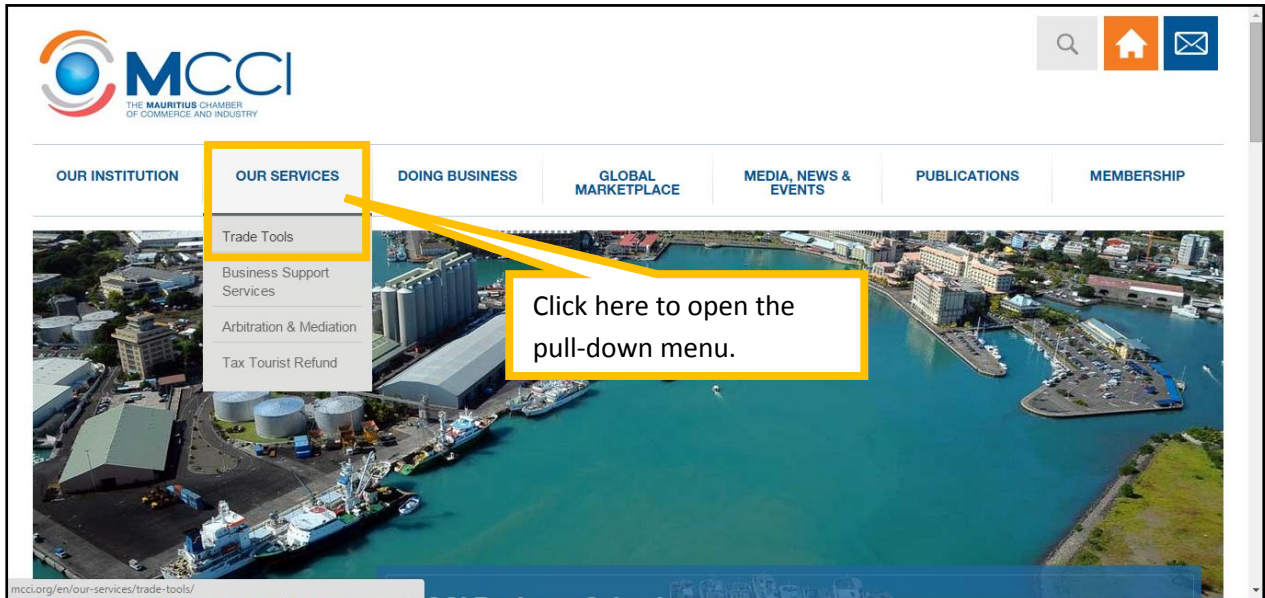 MCCI
THE MAURITIUS CHAMBER
OF COMMERCE AND INDUSTRY
OUR INSTITUTION
OUR SERVICES
DOING BUSINESS
GLOBAL
MARKETPLACE
MEDIA, NEWS &
EVENTS
PUBLICATIONS
MEMBERSHIP
Trade Tools
Business Support
Services
Arbitration & Mediation
Tax Tourist Refund
Click here to open the
pull-down menu.
mcci.org/en/our-services/trade-tools/